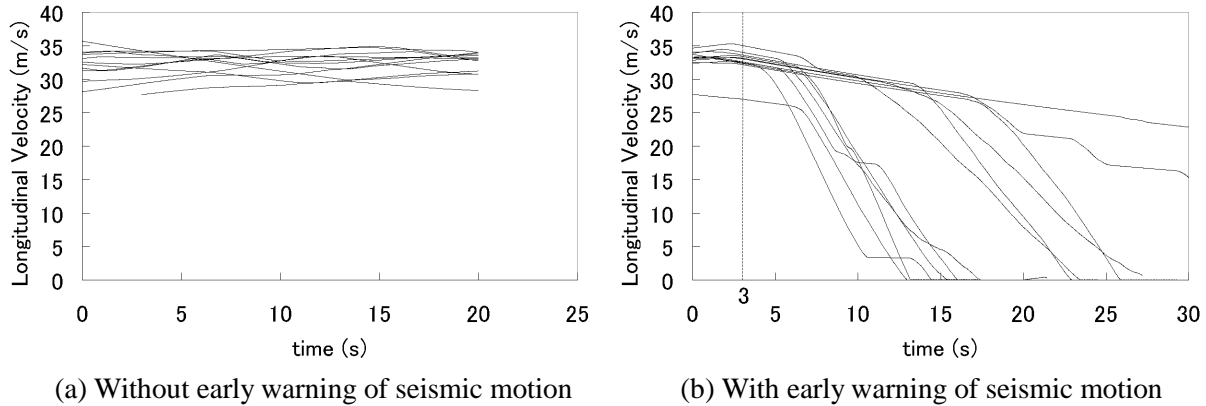 40
35
30
25
20
15
10
5
0
Longitudinal Velocity (m/s)
0 5 10 15 20 25
time (s)
(a) Without early warning of seismic motion
40
35
30
25
20
15
10
5
0
Longitudinal Velocity (m/s)
3
0 5 10 15 20 25 30
time (s)
(b) With early warning of seismic motion